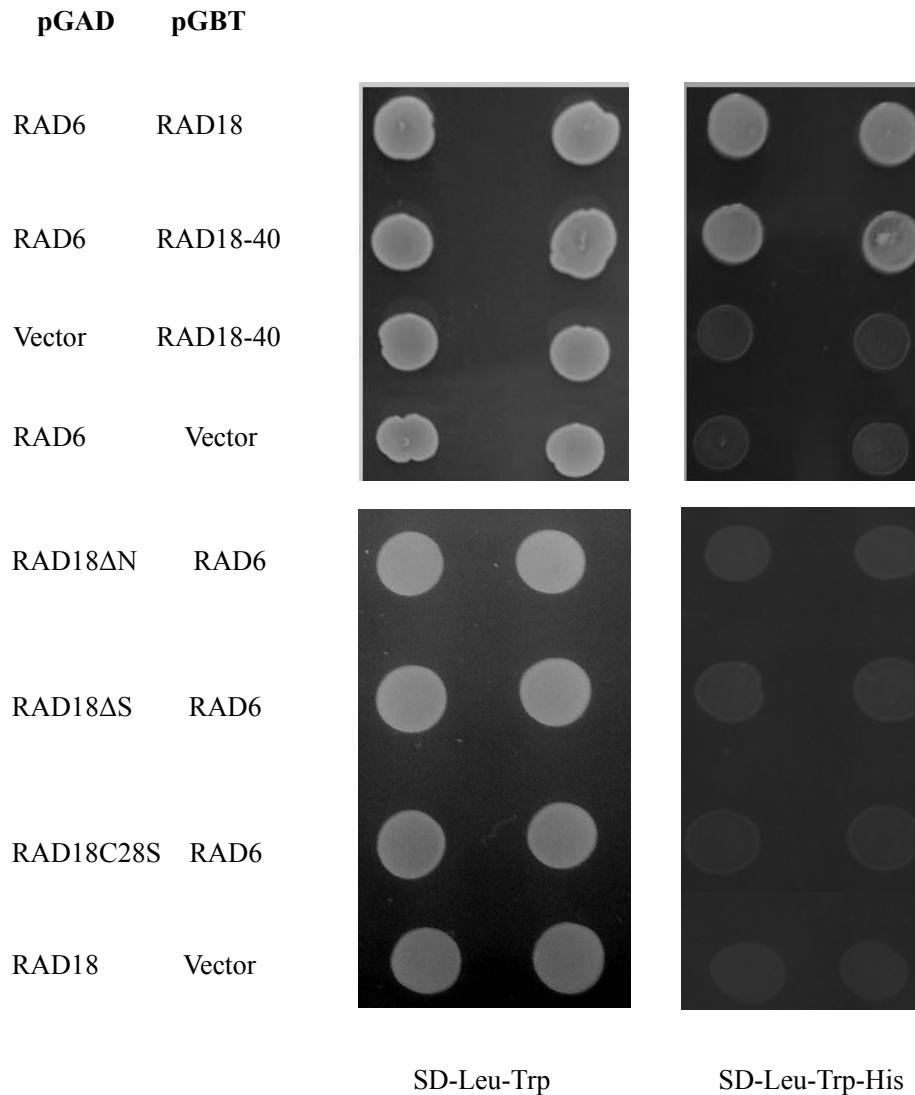 pGAD pGBT
RAD6 RAD18
RAD6 RAD18-40
Vector RAD18-40
RAD6 Vector
RAD18ΔN RAD6
RAD18ΔS RAD6
RAD18C28S RAD6
RAD18 Vector
SD-Leu-Trp SD-Leu-Trp-His